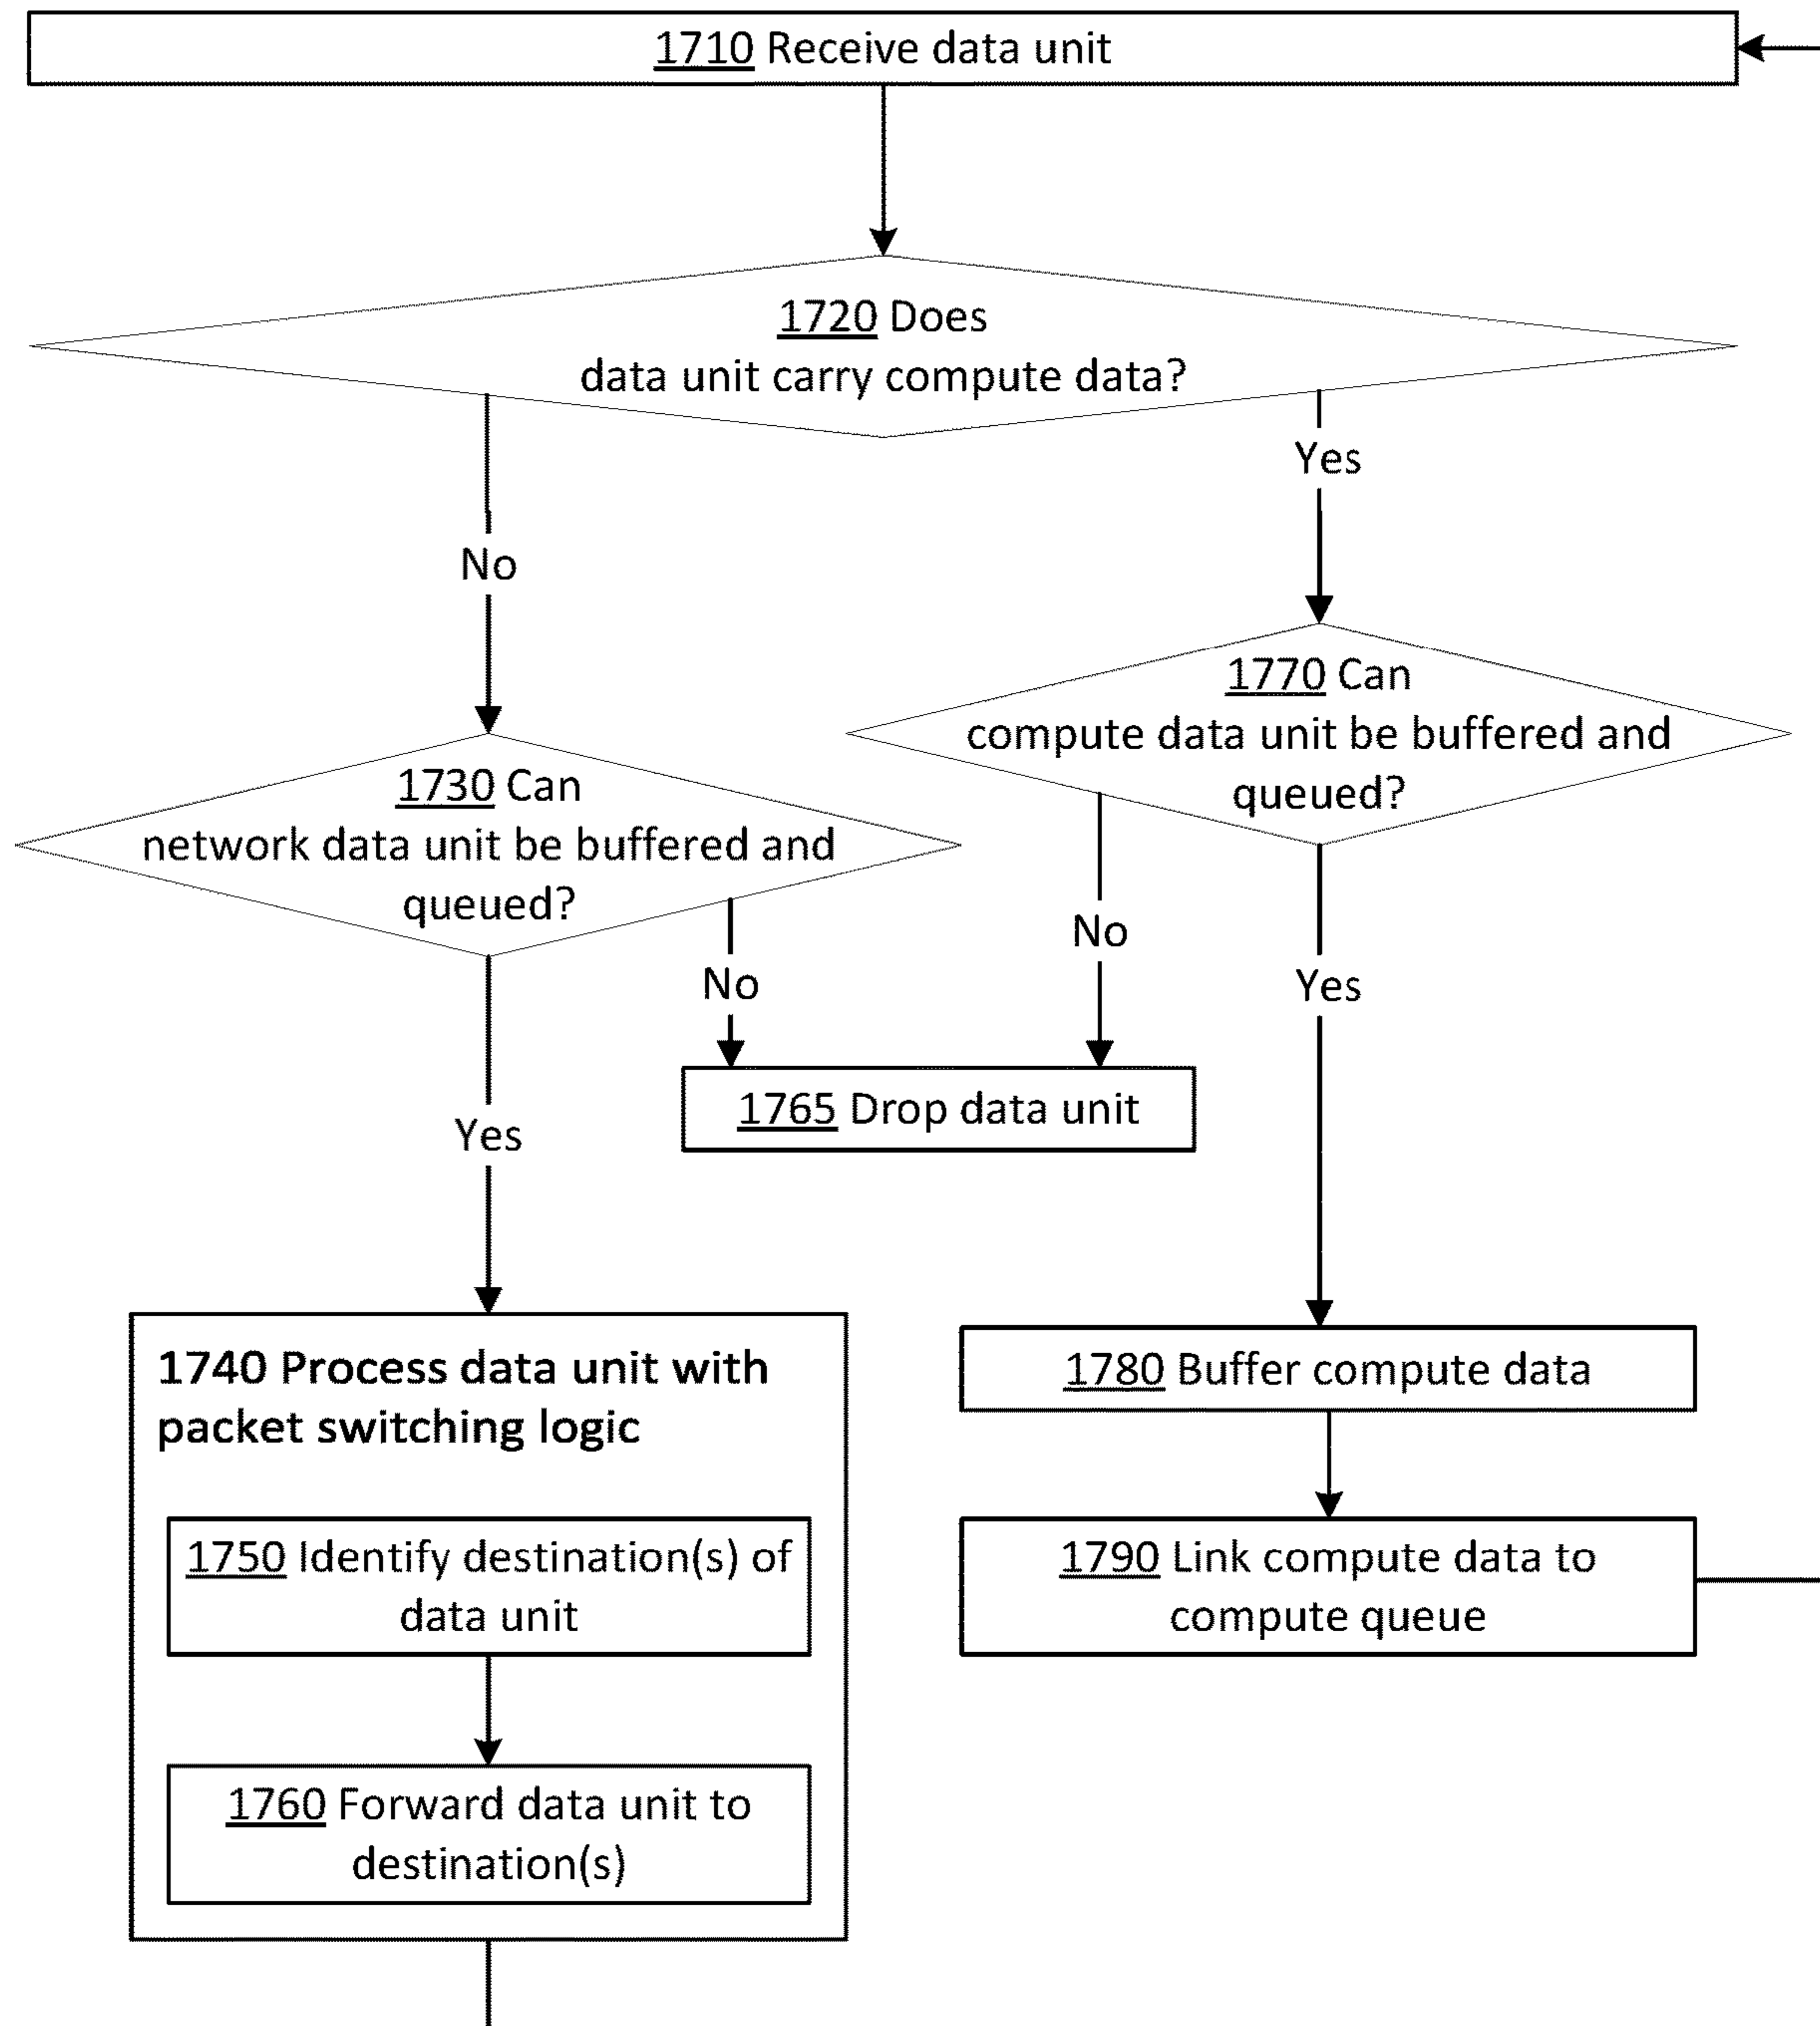 1710 Receive data unit
1720 Does
data unit carry compute data?
Yes
No
1770 Can
compute data unit be buffered and
queued?
1730 Can
network data unit be buffered and
queued?
No
No
Yes
1765 Drop data unit
Yes
1740 Process data unit with
packet switching logic
1750 Identify destination(s) of
data unit
1760 Forward data unit to
destination(s)
1780 Buffer compute data
1790 Link compute data to
compute queue